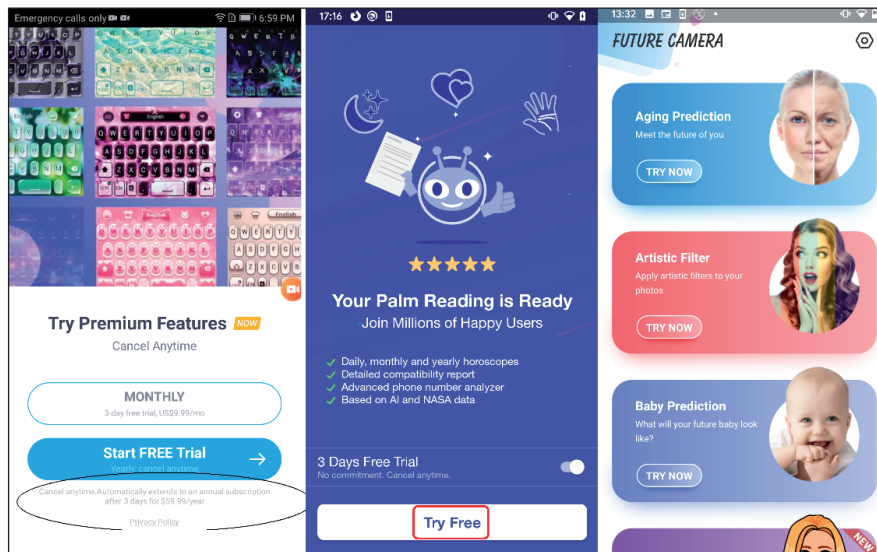 Emergency calls only
6:59 PM
English
QWERTYUIOP
English
English
Try Premium Features NOW
Cancel Anytime
MONTHLY
3-day free trial, US$9.99/mo
Start FREE Trial
Yearly, cancel anytime
Cancel anytime.Automatically extends to an annual subscription
after 3 days for $59.99/year
Privacy Policy
17:16
Your Palm Reading is Ready
Join Millions of Happy Users
Daily, monthly and yearly horoscopes
Detailed compatibility report
Advanced phone number analyzer
Based on AI and NASA data
3 Days Free Trial
No commitment. Cancel anytime.
Try Free
13:32
FUTURE CAMERA
Aging Prediction
Meet the future of you
TRY NOW
Artistic Filter
Apply artistic filters to your
photos
TRY NOW
Baby Prediction
What will your future baby look
like?
TRY NOW
NEW